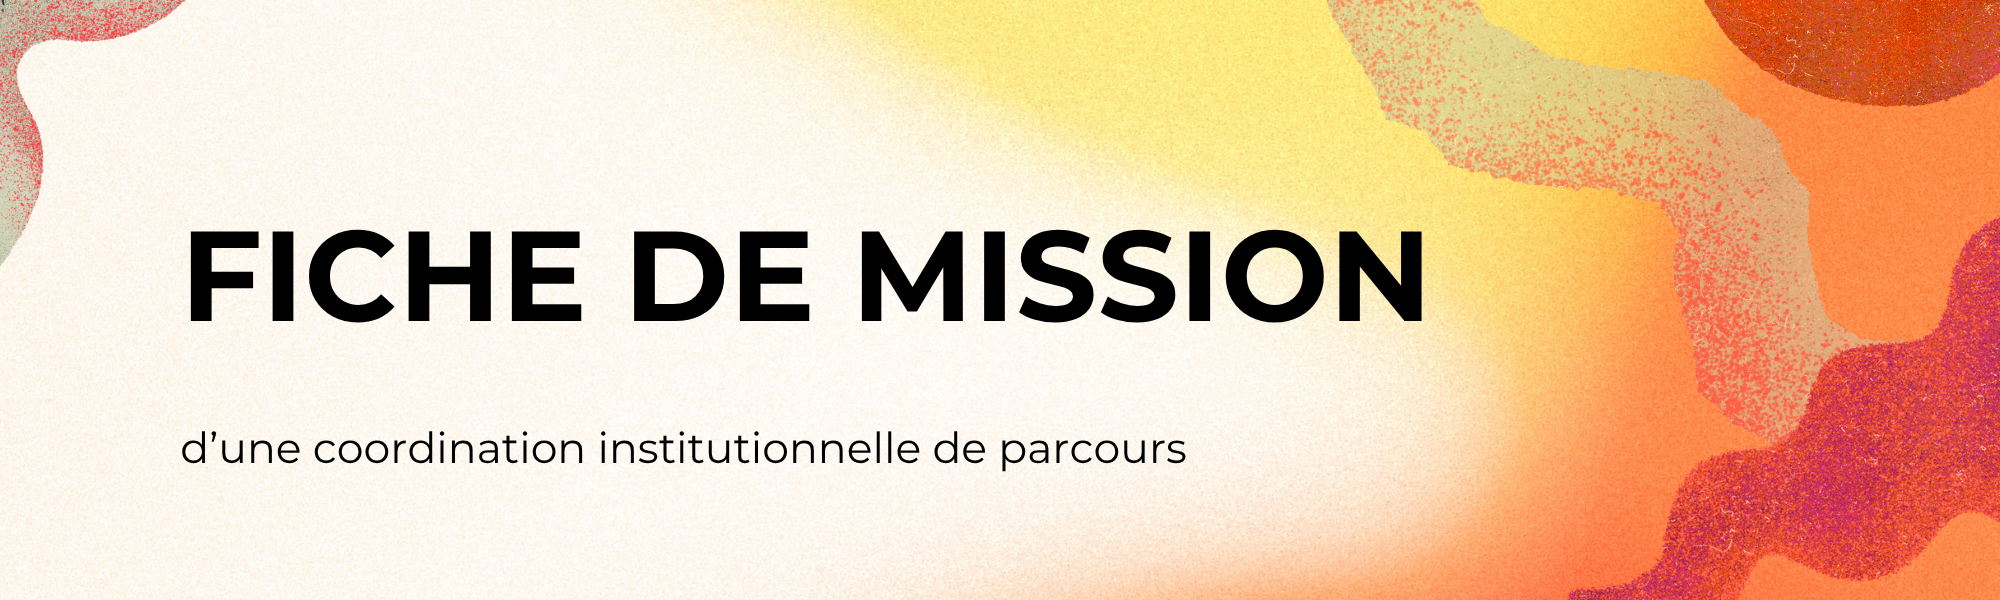 FICHE DE MISSION
d’une coordination institutionnelle de parcours